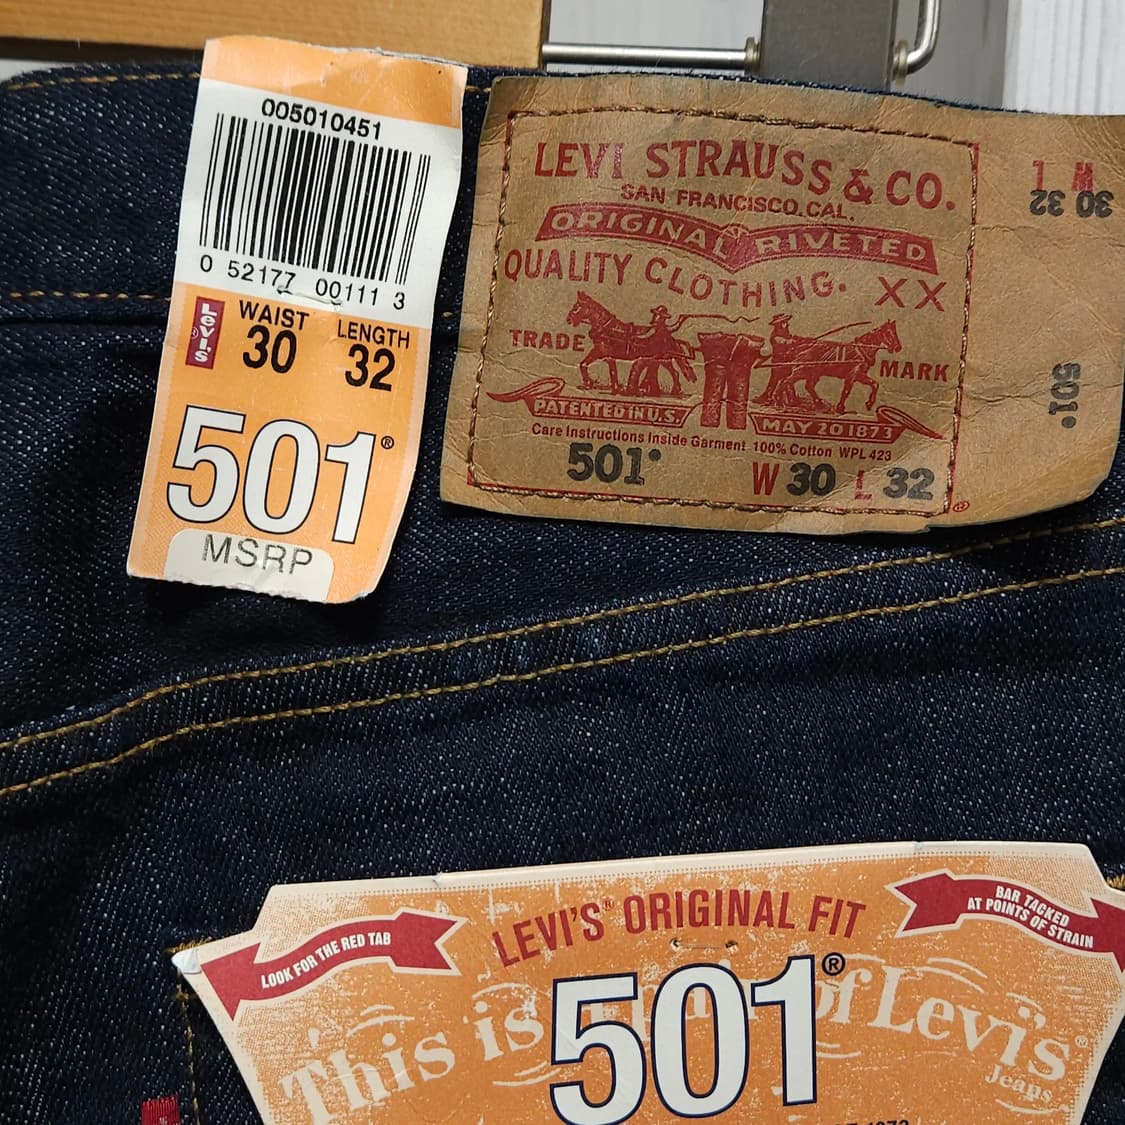 005010451
0 52177 00111 3
Levi's®
WAIST LENGTH
30 32
501®
MSRP
LEVI STRAUSS & CO.
SAN FRANCISCO, CAL.
ORIGINAL RIVETED
QUALITY CLOTHING. XX
TRADE MARK
PATENTED IN U.S. MAY 20 1873
Care Instructions Inside Garment 100% Cotton WPL 423
501® W 30 L 32
®
W L
30 32
501®
LOOK FOR THE RED TAB
LEVI'S® ORIGINAL FIT
BAR TACKED
AT POINTS OF STRAIN
501®
This is a of Levi's®
Jeans